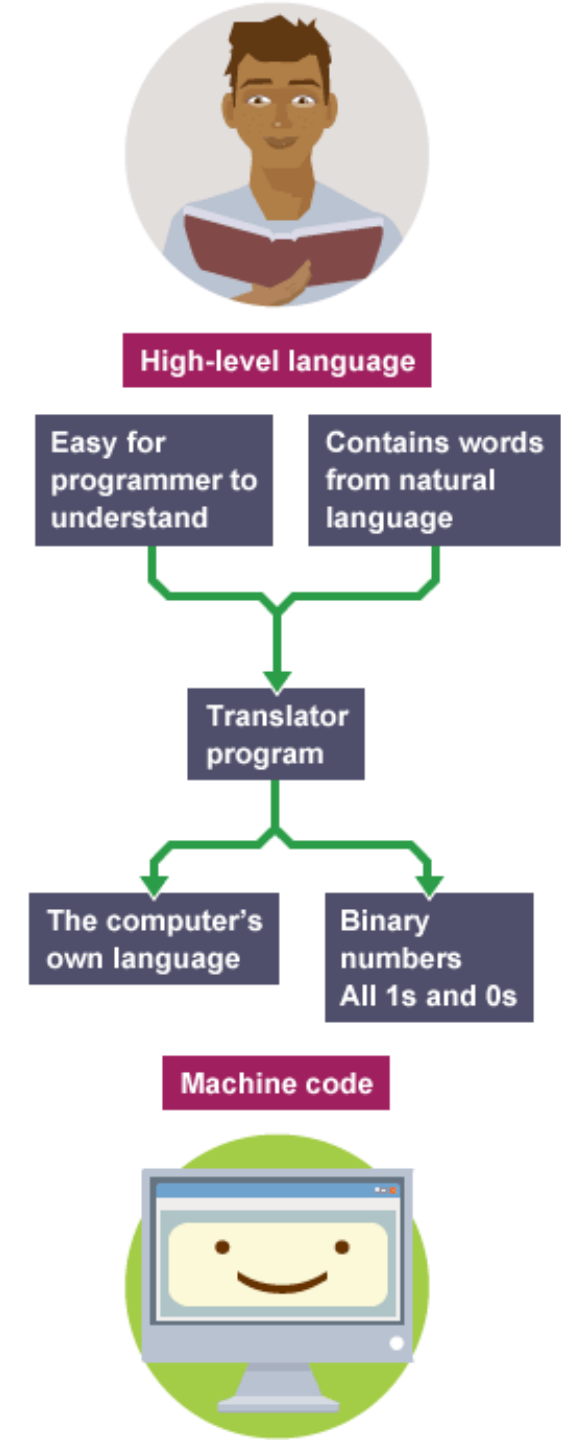 High-level language
Easy for
programmer to
understand
Contains words
from natural
language
Translator
program
The computer’s
own language
Binary
numbers
All 1s and 0s
Machine code